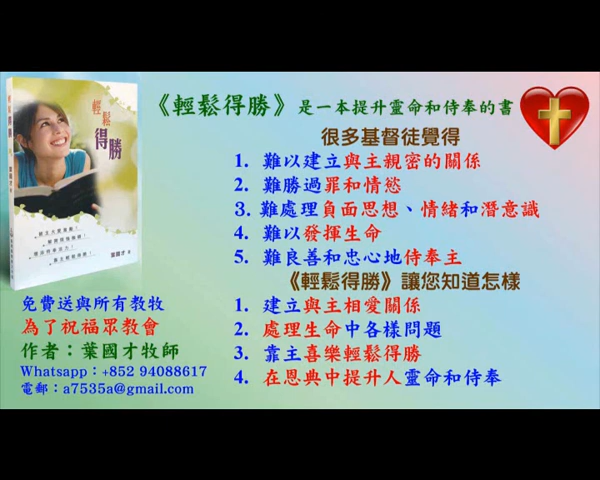 輕鬆
得勝
葉國才 著
《輕鬆得勝》是一本提升靈命和侍奉的書
很多基督徒覺得
1. 難以建立與主親密的關係
2. 難勝過罪和情慾
3. 難處理負面思想、情緒和潛意識
4. 難以發揮生命
5. 難良善和忠心地侍奉主
《輕鬆得勝》讓您知道怎樣
1. 建立與主相愛關係
2. 處理生命中各樣問題
3. 靠主喜樂輕鬆得勝
4. 在恩典中提升人靈命和侍奉
免費送與所有教牧
為了祝福眾教會
作者：葉國才牧師
Whatsapp：+852 94088617
電郵：a7535a@gmail.com